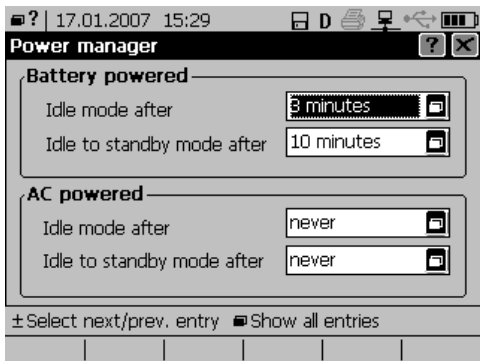 ? 17.01.2007 15:29 D
Power manager ? X
Battery powered
Idle mode after 3 minutes
Idle to standby mode after 10 minutes
AC powered
Idle mode after never
Idle to standby mode after never
±Select next/prev. entry Show all entries